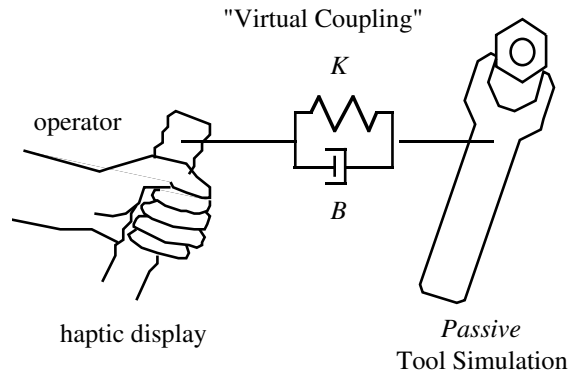 "Virtual Coupling"
K
operator
B
haptic display
Passive
Tool Simulation